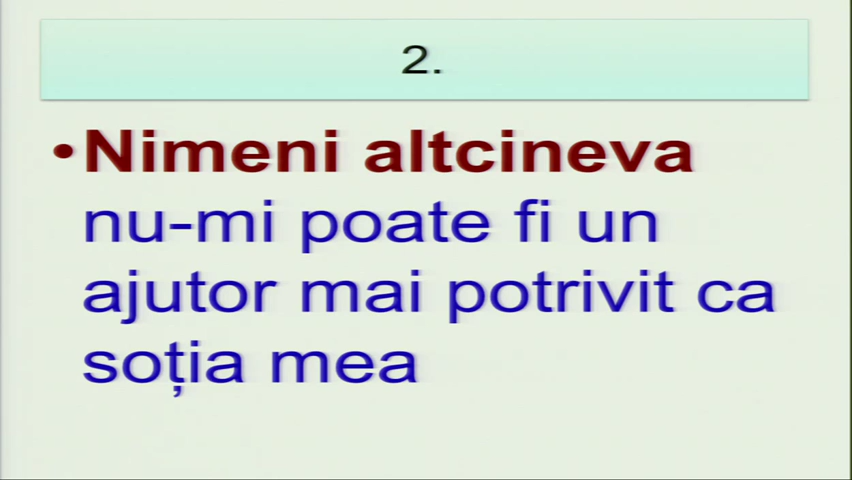 2.
•Nimeni altcineva
nu-mi poate fi un
ajutor mai potrivit ca
soția mea